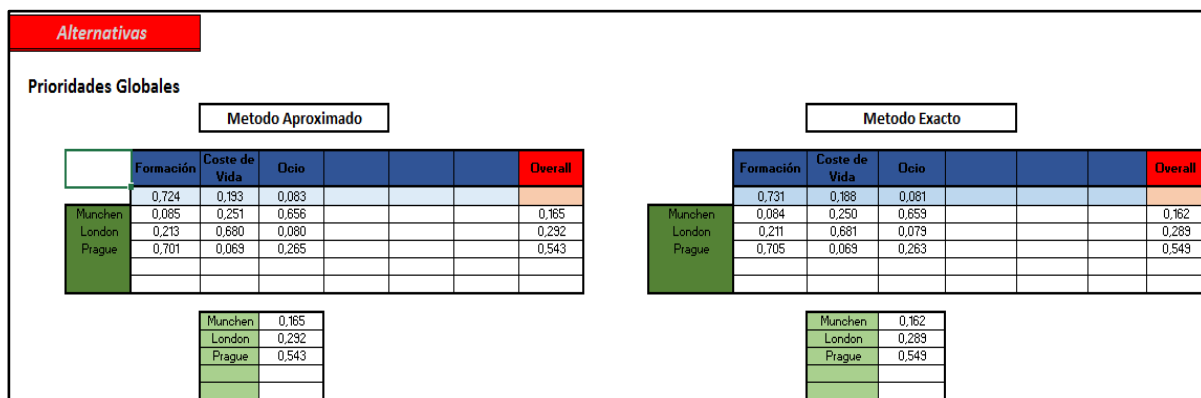 Alternativas
Prioridades Globales
Metodo Aproximado
Metodo Exacto
Formación Coste de Vida Ocio Overall
0,724 0,193 0,083
Munchen 0,085 0,251 0,656 0,165
London 0,213 0,680 0,080 0,292
Prague 0,701 0,069 0,265 0,543
Formación Coste de Vida Ocio Overall
0,731 0,188 0,081
Munchen 0,084 0,250 0,659 0,162
London 0,211 0,681 0,079 0,289
Prague 0,705 0,069 0,263 0,549
Munchen 0,165
London 0,292
Prague 0,543
Munchen 0,162
London 0,289
Prague 0,549